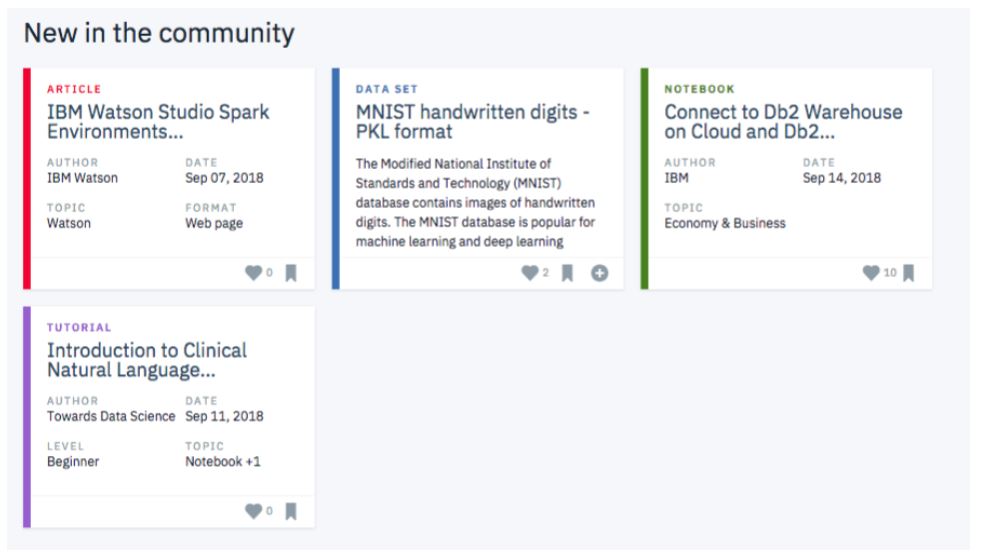 New in the community
ARTICLE
IBM Watson Studio Spark
Environments...
AUTHOR DATE
IBM Watson Sep 07, 2018
TOPIC FORMAT
Watson Web page
0
DATA SET
MNIST handwritten digits -
PKL format
The Modified National Institute of
Standards and Technology (MNIST)
database contains images of handwritten
digits. The MNIST database is popular for
machine learning and deep learning
2
NOTEBOOK
Connect to Db2 Warehouse
on Cloud and Db2...
AUTHOR DATE
IBM Sep 14, 2018
TOPIC
Economy & Business
10
TUTORIAL
Introduction to Clinical
Natural Language...
AUTHOR DATE
Towards Data Science Sep 11, 2018
LEVEL TOPIC
Beginner Notebook +1
0